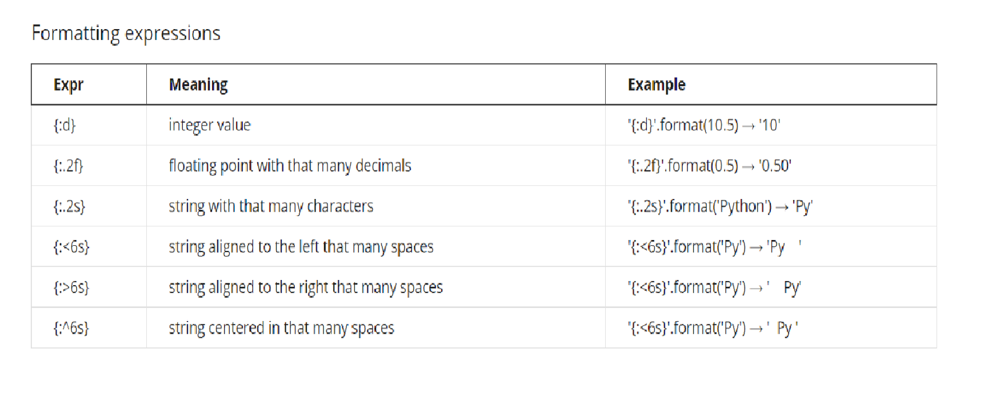 Formatting expressions
Expr Meaning Example
{:d} integer value '{:d}'.format(10.5) → '10'
{:.2f} floating point with that many decimals '{:.2f}'.format(0.5) → '0.50'
{:.2s} string with that many characters '{:.2s}'.format('Python') → 'Py'
{:<6s} string aligned to the left that many spaces '{:<6s}'.format('Py') → 'Py    '
{:>6s} string aligned to the right that many spaces '{:<6s}'.format('Py') → '    Py'
{:^6s} string centered in that many spaces '{:<6s}'.format('Py') → '  Py '